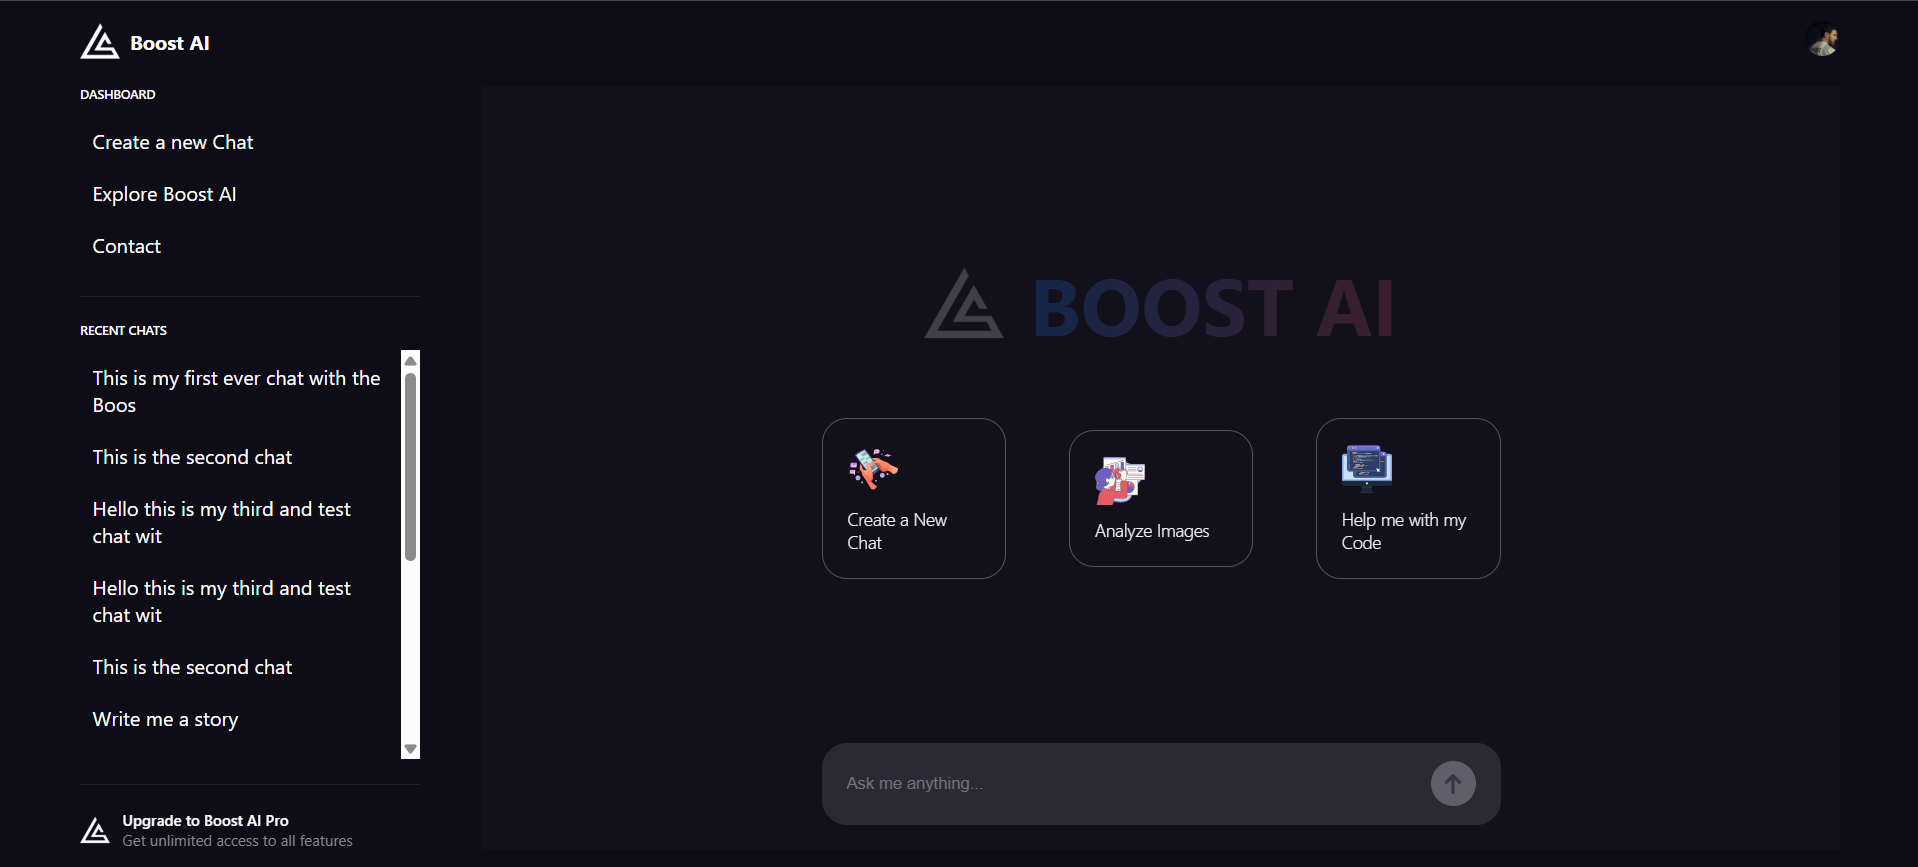 Boost AI
DASHBOARD
Create a new Chat
Explore Boost AI
Contact
RECENT CHATS
This is my first ever chat with the
Boos
This is the second chat
Hello this is my third and test
chat wit
Hello this is my third and test
chat wit
This is the second chat
Write me a story
Upgrade to Boost AI Pro
Get unlimited access to all features
BOOST AI
Create a New
Chat
Analyze Images
Help me with my
Code
Ask me anything...